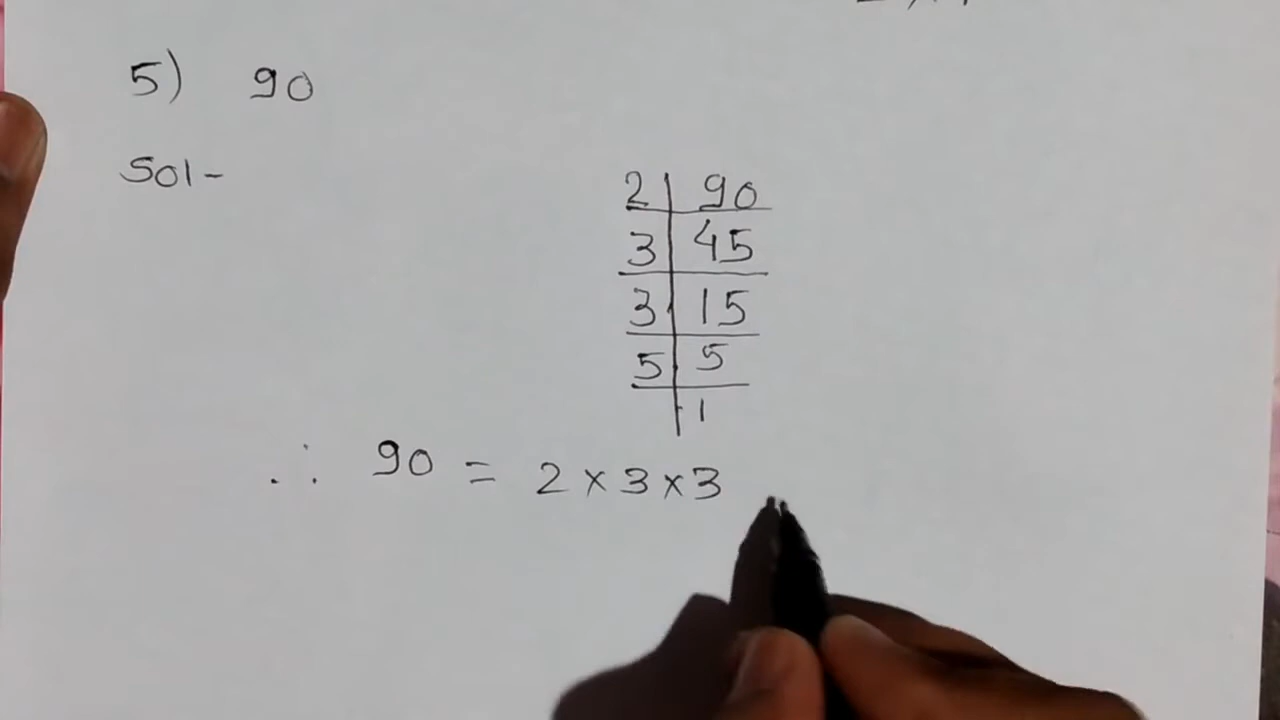 5) 90
Sol-
2 | 90
3 | 45
3 | 15
5 | 5
| 1
∴ 90 = 2 × 3 × 3